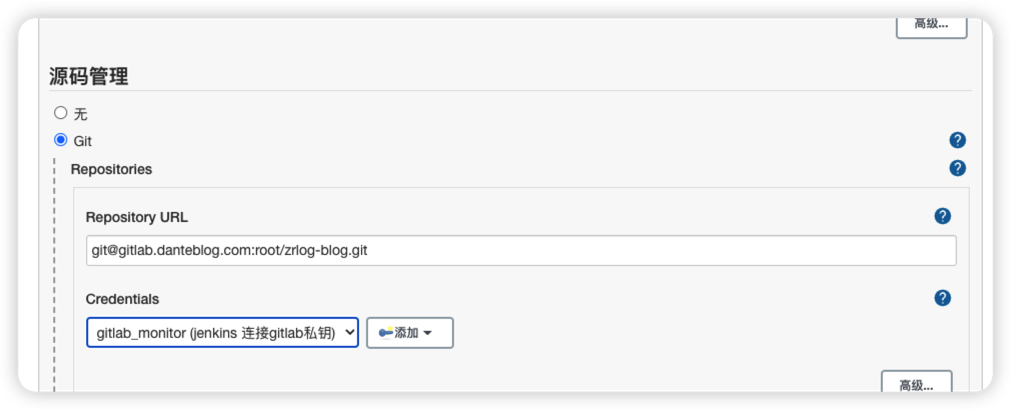 高级...
源码管理
无
Git
Repositories
Repository URL
git@gitlab.danteblog.com:root/zrlog-blog.git
Credentials
gitlab_monitor (jenkins 连接gitlab私钥) 添加
高级...